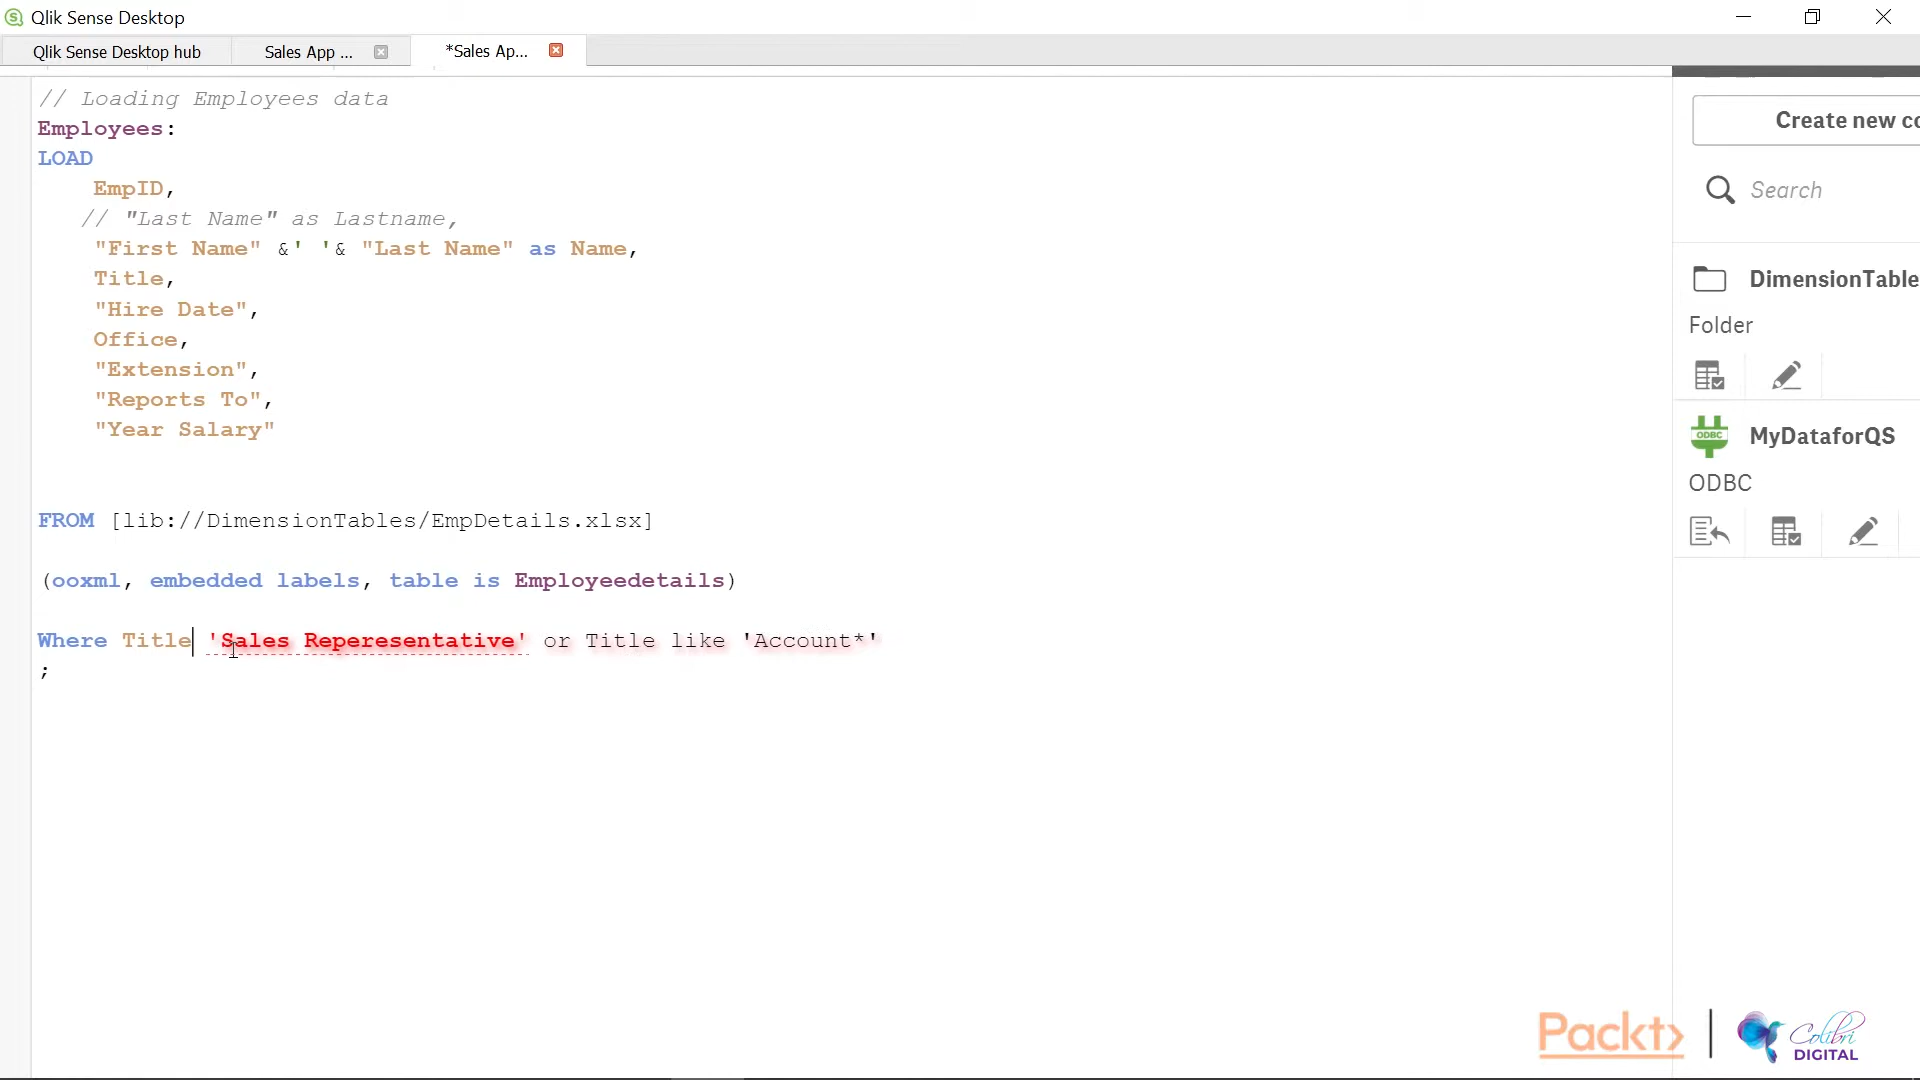 Qlik Sense Desktop
Qlik Sense Desktop hub
Sales App ...
*Sales Ap...
// Loading Employees data
Employees:
LOAD
EmpID,
// "Last Name" as Lastname,
"First Name" &' '& "Last Name" as Name,
Title,
"Hire Date",
Office,
"Extension",
"Reports To",
"Year Salary"
FROM [lib://DimensionTables/EmpDetails.xlsx]
(ooxml, embedded labels, table is Employeedetails)
Where Title 'Sales Reperesentative' or Title like 'Account*'
;
Create new co
Search
DimensionTable
Folder
ODBC
MyDataforQS
ODBC
Packt>
Colibri
DIGITAL